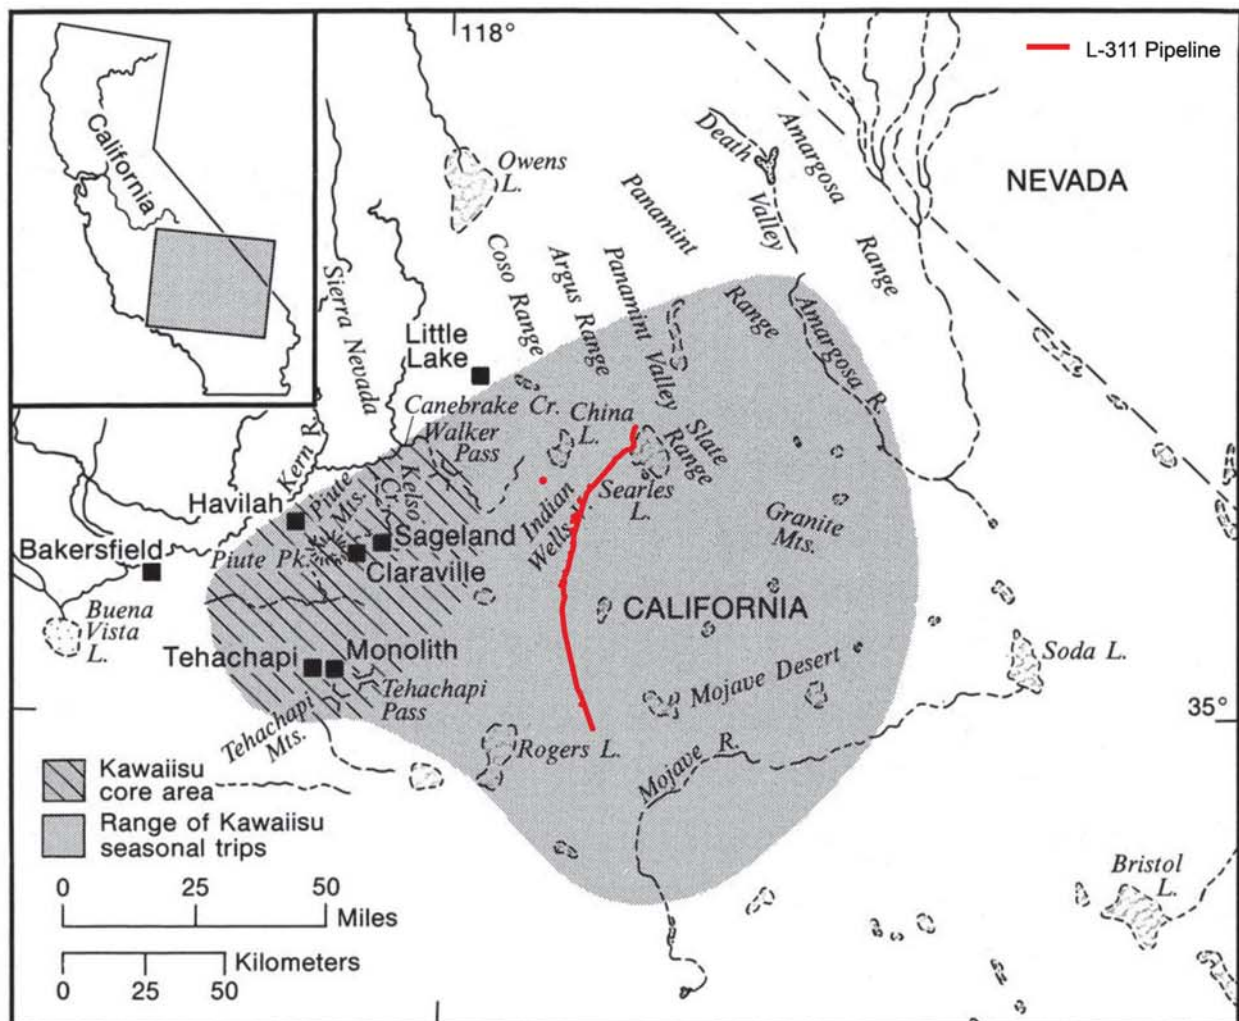 118°
L-311 Pipeline
California
NEVADA
Owens
L.
Death
Valley
Amargosa
Range
Panamint
Range
Coso Range
Argus Range
Panamint Valley
Sierra Nevada
Amargosa R.
Little
Lake
Canebrake Cr.
Walker
Pass
China
L.
Slate
Range
Kern R.
Havilah
Piute
Mts.
Kelso
Cr.
Indian
Wells V.
Searles
L.
Granite
Mts.
Sageland
Bakersfield
Piute Pk.
Claraville
Buena
Vista
L.
CALIFORNIA
Tehachapi
Monolith
Tehachapi
Pass
Mojave Desert
Soda L.
35°
Tehachapi
Mts.
Rogers L.
Mojave R.
Kawaiisu
core area
Range of Kawaiisu
seasonal trips
0 25 50
Miles
Kilometers
0 25 50
Bristol
L.